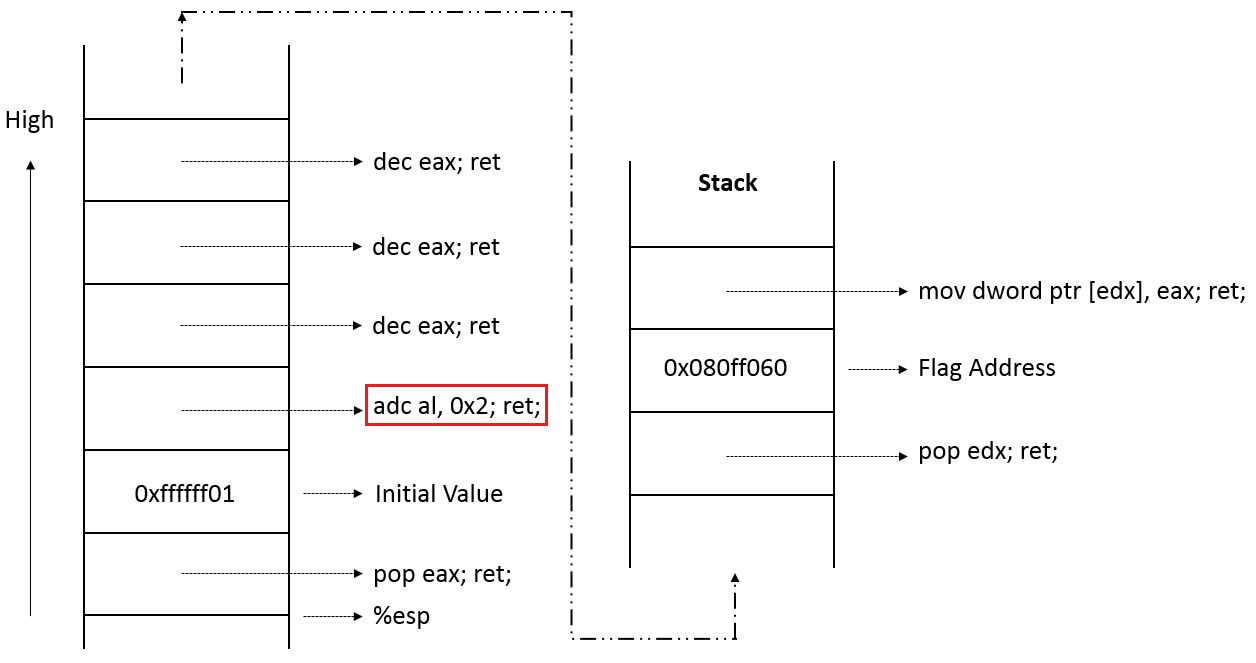 High
dec eax; ret
dec eax; ret
dec eax; ret
adc al, 0x2; ret;
0xffffff01
Initial Value
pop eax; ret;
%esp
Stack
mov dword ptr [edx], eax; ret;
0x080ff060
Flag Address
pop edx; ret;